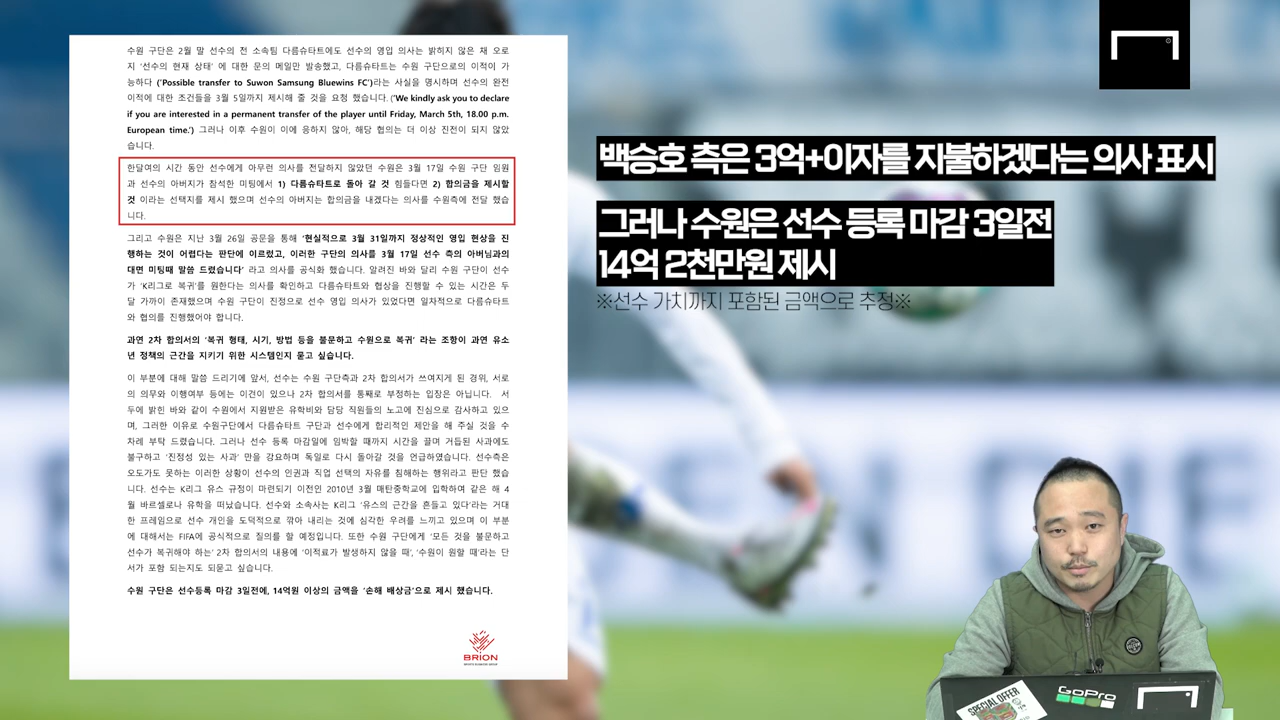 수원 구단은 2월 말 선수의 전 소속팀 다름슈타트에도 선수의 영입 의사는 밝히지 않은 채 오로
지 '선수의 현재 상태' 에 대한 문의 메일만 발송했고, 다름슈타트는 수원 구단으로의 이적이 가
능하다 ('Possible transfer to Suwon Samsung Bluewins FC')라는 사실을 명시하며 선수의 완전
이적에 대한 조건들을 3월 5일까지 제시해 줄 것을 요청 했습니다. ('We kindly ask you to declare
if you are interested in a permanent transfer of the player until Friday, March 5th, 18.00 p.m.
European time.') 그러나 이후 수원이 이에 응하지 않아, 해당 협의는 더 이상 진전이 되지 않았
습니다.
한달여의 시간 동안 선수에게 아무런 의사를 전달하지 않았던 수원은 3월 17일 수원 구단 임원
과 선수의 아버지가 참석한 미팅에서 1) 다름슈타트로 돌아 갈 것 힘들다면 2) 합의금을 제시할
것 이라는 선택지를 제시 했으며 선수의 아버지는 합의금을 내겠다는 의사를 수원측에 전달 했습
니다.
그리고 수원은 지난 3월 26일 공문을 통해 '현실적으로 3월 31일까지 정상적인 영입 현상을 진
행하는 것이 어렵다는 판단에 이르렀고, 이러한 구단의 의사를 3월 17일 선수 측의 아버님과의
대면 미팅때 말씀 드렸습니다' 라고 의사를 공식화 했습니다. 알려진 바와 달리 수원 구단이 선수
가 'K리그로 복귀'를 원한다는 의사를 확인하고 다름슈타트와 협상을 진행할 수 있는 시간은 두
달 가까이 존재했으며 수원 구단이 진정으로 선수 영입 의사가 있었다면 일차적으로 다름슈타트
와 협의를 진행했어야 합니다.
과연 2차 합의서의 '복귀 형태, 시기, 방법 등을 불문하고 수원으로 복귀' 라는 조항이 과연 유소
년 정책의 근간을 지키기 위한 시스템인지 묻고 싶습니다.
이 부분에 대해 말씀 드리기에 앞서, 선수는 수원 구단측과 2차 합의서가 쓰여지게 된 경위, 서로
의 의무와 이행여부 등에는 이견이 있으나 2차 합의서를 통째로 부정하는 입장은 아닙니다. 서
두에 밝힌 바와 같이 수원에서 지원받은 유학비와 담당 직원들의 노고에 진심으로 감사하고 있으
며, 그러한 이유로 수원구단에서 다름슈타트 구단과 선수에게 합리적인 제안을 해 주실 것을 수
차례 부탁 드렸습니다. 그러나 선수 등록 마감일에 임박할 때까지 시간을 끌며 거듭된 사과에도
불구하고 '진정성 있는 사과' 만을 강요하며 독일로 다시 돌아갈 것을 언급하였습니다. 선수측은
오도가도 못하는 이러한 상황이 선수의 인권과 직업 선택의 자유를 침해하는 행위라고 판단 했습
니다. 선수는 K리그 유스 규정이 마련되기 이전인 2010년 3월 매탄중학교에 입학하여 같은 해 4
월 바르셀로나 유학을 떠났습니다. 선수와 소속사는 K리그 '유스의 근간을 흔들고 있다'라는 거대
한 프레임으로 선수 개인을 도덕적으로 깎아 내리는 것에 심각한 우려를 느끼고 있으며 이 부분
에 대해서는 FIFA에 공식적으로 질의를 할 예정입니다. 또한 수원 구단에게 '모든 것을 불문하고
선수가 복귀해야 하는' 2차 합의서의 내용에 '이적료가 발생하지 않을 때', '수원이 원할 때'라는 단
서가 포함 되는지도 되묻고 싶습니다.
수원 구단은 선수등록 마감 3일전에, 14억원 이상의 금액을 '손해 배상금'으로 제시 했습니다.
BRION
백승호 측은 3억+이자를 지불하겠다는 의사 표시
그러나 수원은 선수 등록 마감 3일전
14억 2천만원 제시
※선수 가치까지 포함된 금액으로 추정※
SPECIAL OFFER
GoPro